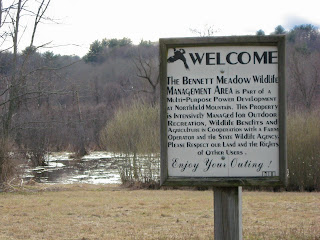 WELCOME
The Bennett Meadow Wildlife
Management Area is Part of a
Multi-Purpose Power Development
at Northfield Mountain. This Property
is Intensively Managed For Outdoor
Recreation, Wildlife Benefits and
Agriculture in Cooperation with a Farm
Operator and the State Wildlife Agency.
Please Respect our Land and the Rights
of Other Users.
Enjoy Your Outing!